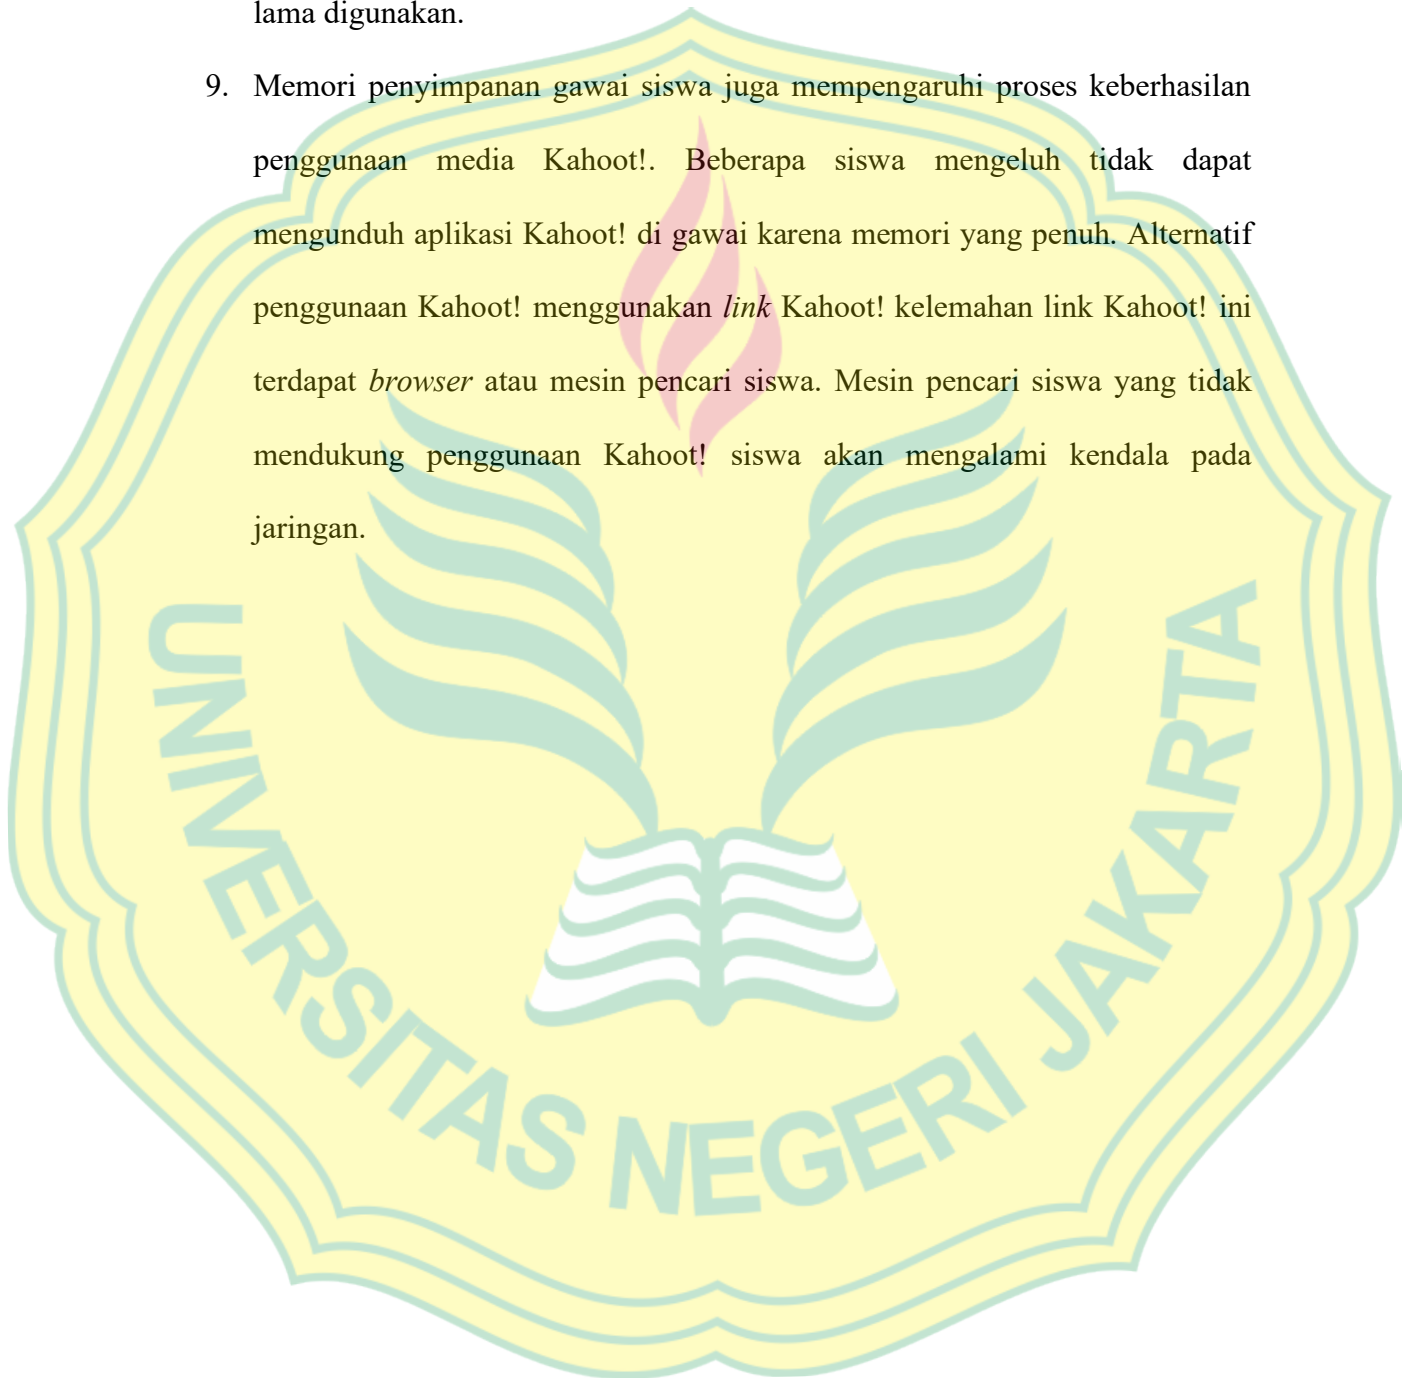 lama digunakan.
9. Memori penyimpanan gawai siswa juga mempengaruhi proses keberhasilan
penggunaan media Kahoot!. Beberapa siswa mengeluh tidak dapat
mengunduh aplikasi Kahoot! di gawai karena memori yang penuh. Alternatif
penggunaan Kahoot! menggunakan link Kahoot! kelemahan link Kahoot! ini
terdapat browser atau mesin pencari siswa. Mesin pencari siswa yang tidak
mendukung penggunaan Kahoot! siswa akan mengalami kendala pada
jaringan.
UNIVERSITAS NEGERI JAKARTA